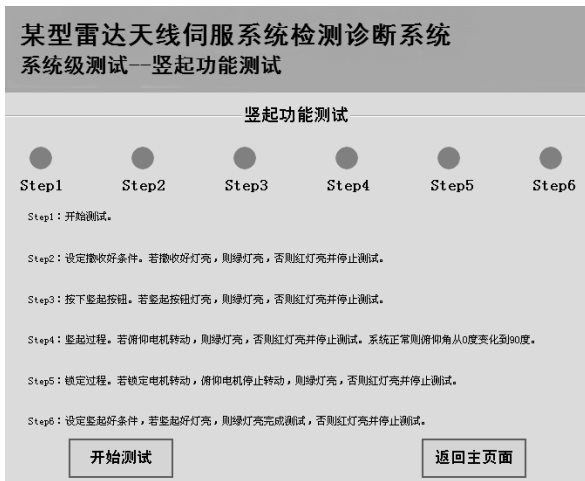 某型雷达天线伺服系统检测诊断系统
系统级测试--竖起功能测试
竖起功能测试
Step1 Step2 Step3 Step4 Step5 Step6
Step1：开始测试。
Step2：设定撤收好条件。若撤收好灯亮，则绿灯亮，否则红灯亮并停止测试。
Step3：按下竖起按钮。若竖起按钮灯亮，则绿灯亮，否则红灯亮并停止测试。
Step4：竖起过程。若俯仰电机转动，则绿灯亮，否则红灯亮并停止测试。系统正常则俯仰角从0度变化到90度。
Step5：锁定过程。若锁定电机转动，俯仰电机停止转动，则绿灯亮，否则红灯亮并停止测试。
Step6：设定竖起好条件，若竖起好灯亮，则绿灯亮完成测试，否则红灯亮并停止测试。
开始测试 返回主页面